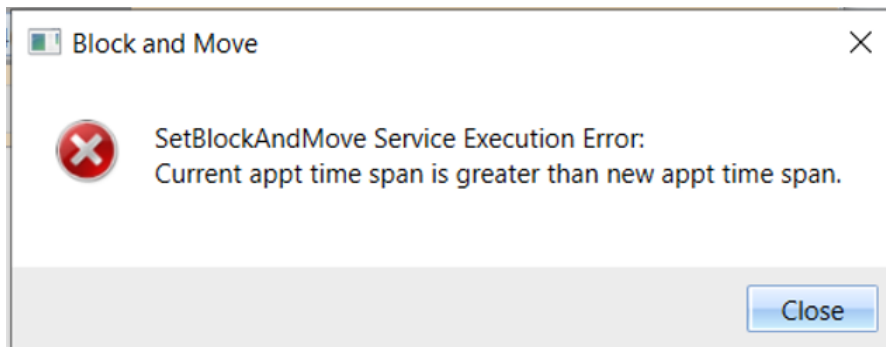 Block and Move
SetBlockAndMove Service Execution Error:
Current appt time span is greater than new appt time span.
Close